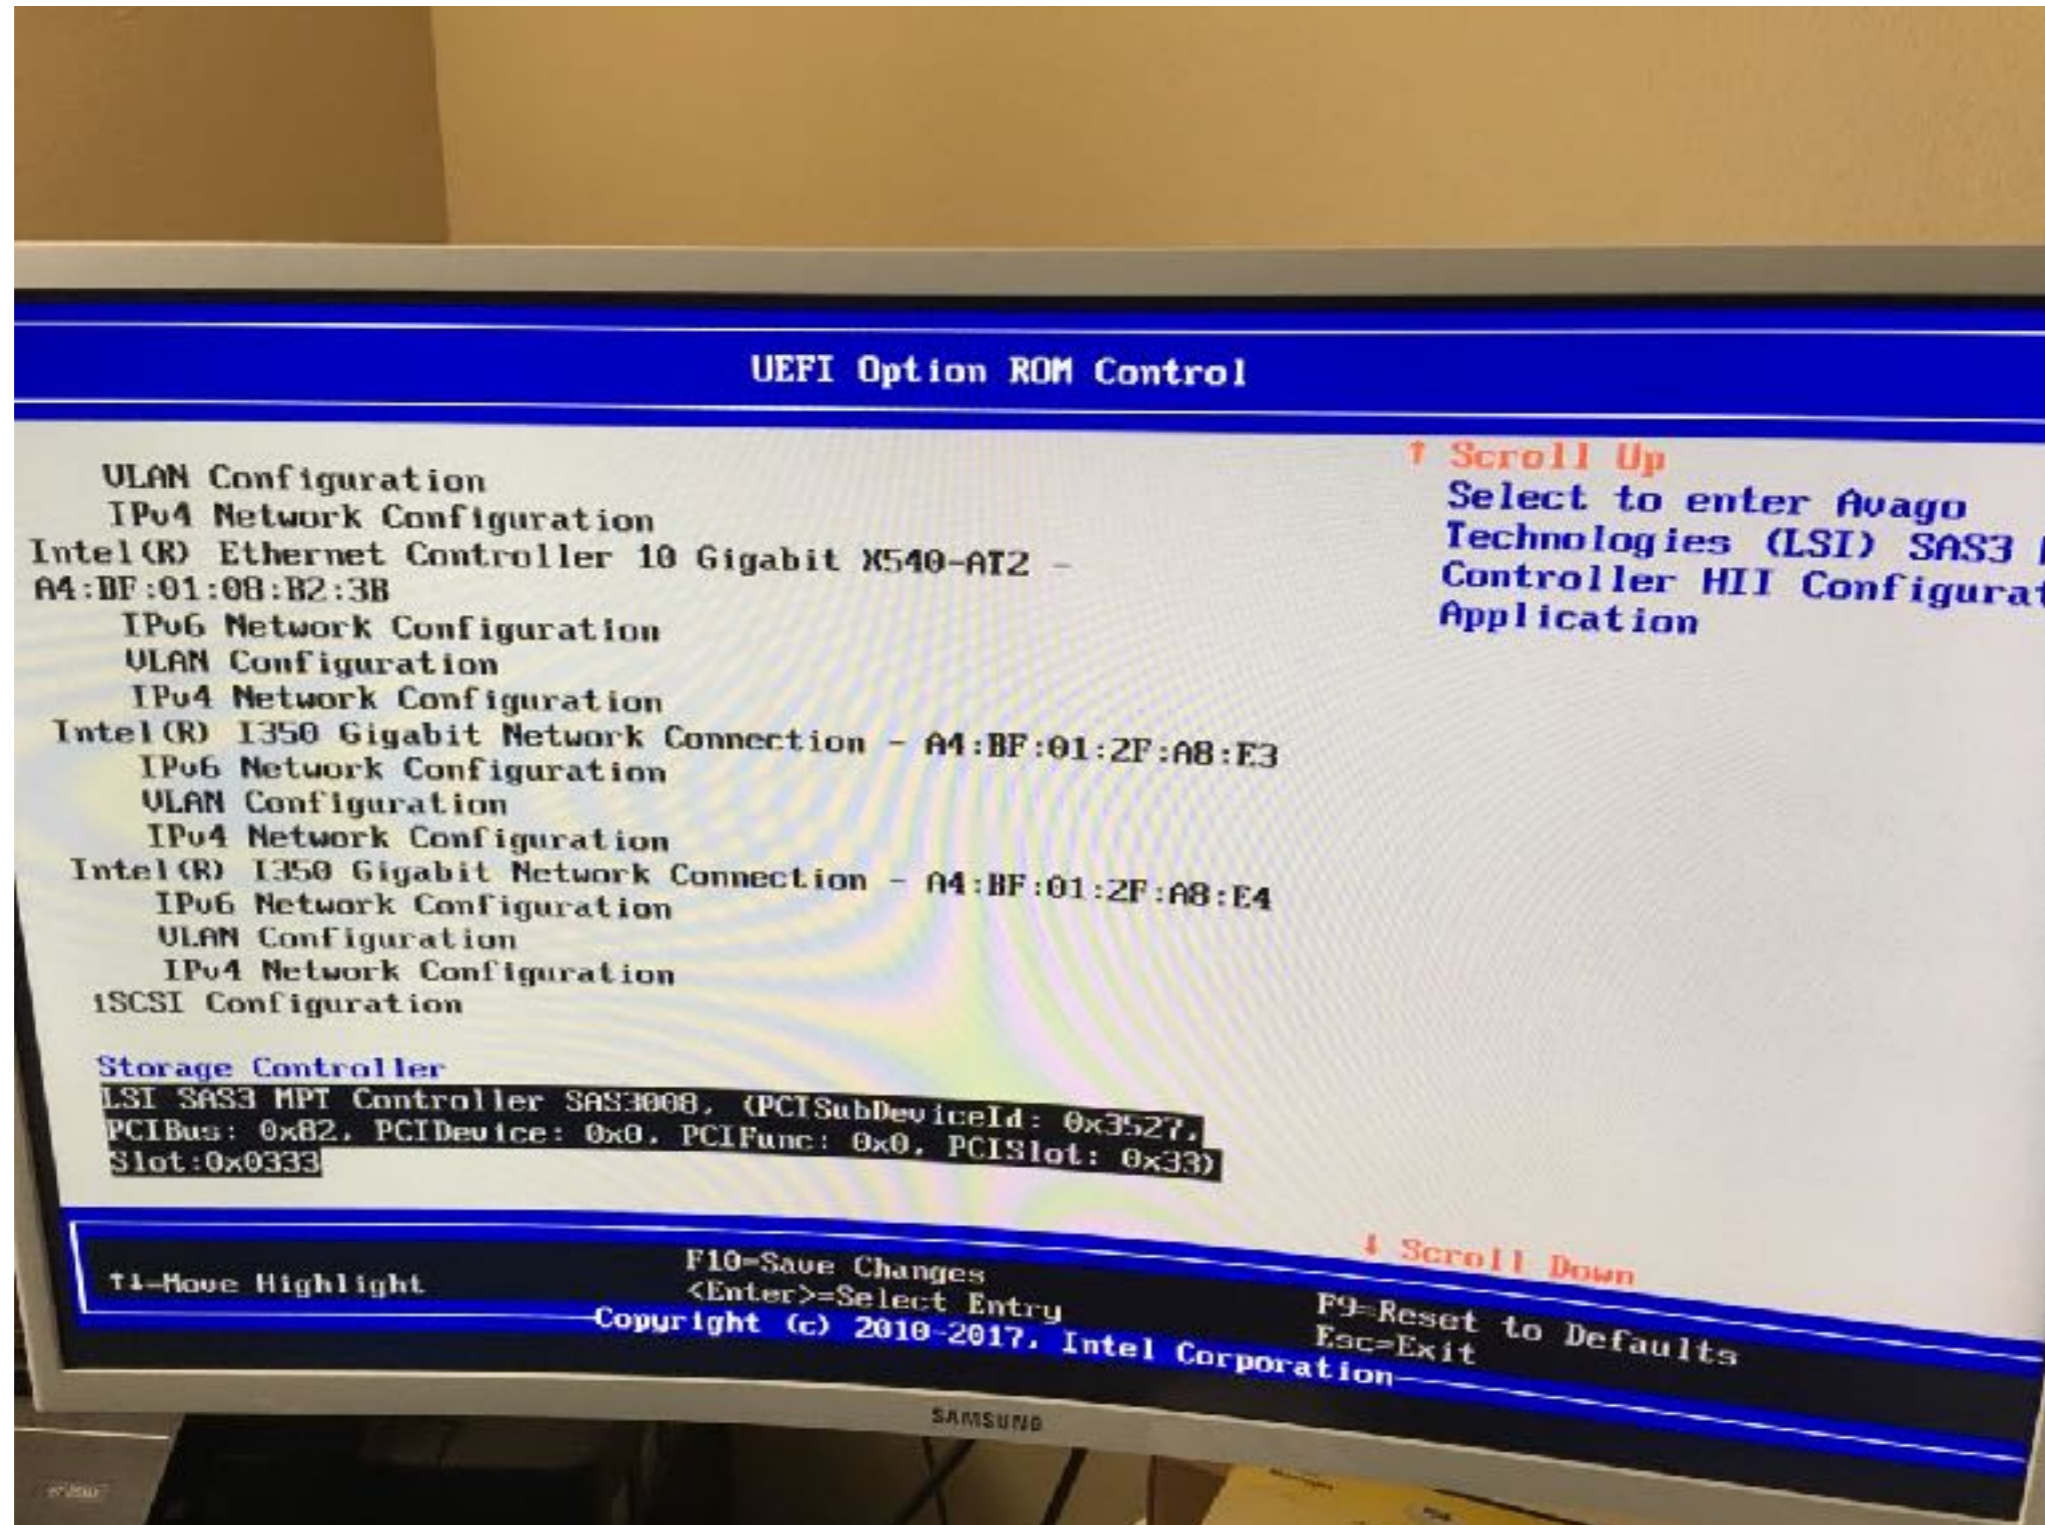 UEFI Option ROM Control
VLAN Configuration
IPv4 Network Configuration
Intel(R) Ethernet Controller 10 Gigabit X540-AT2 -
A4:BF:01:08:B2:3B
IPv6 Network Configuration
VLAN Configuration
IPv4 Network Configuration
Intel(R) I350 Gigabit Network Connection - A4:BF:01:2F:A8:E3
IPv6 Network Configuration
VLAN Configuration
IPv4 Network Configuration
Intel(R) I350 Gigabit Network Connection - A4:BF:01:2F:A8:E4
IPv6 Network Configuration
VLAN Configuration
IPv4 Network Configuration
iSCSI Configuration
Storage Controller
LSI SAS3 MPT Controller SAS3008, (PCISubDeviceId: 0x3527,
PCIBus: 0x82, PCIDevice: 0x0, PCIFunc: 0x0, PCISlot: 0x33)
Slot:0x0333
↑ Scroll Up
Select to enter Avago
Technologies (LSI) SAS3
Controller HII Configurat
Application
↓ Scroll Down
↑↓=Move Highlight
F10=Save Changes
<Enter>=Select Entry
F9=Reset to Defaults
Esc=Exit
Copyright (c) 2010-2017, Intel Corporation
SAMSUNG